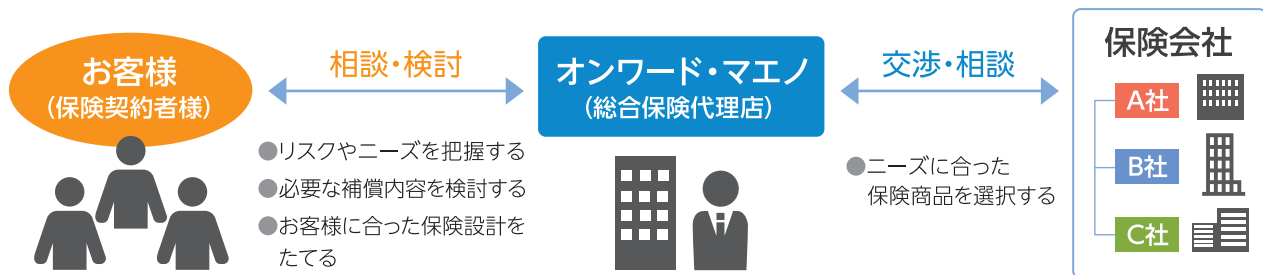 お客様
(保険契約者様)
相談・検討
●リスクやニーズを把握する
●必要な補償内容を検討する
●お客様に合った保険設計を
たてる
オンワード・マエノ
(総合保険代理店)
交渉・相談
●ニーズに合った
保険商品を選択する
保険会社
A社
B社
C社